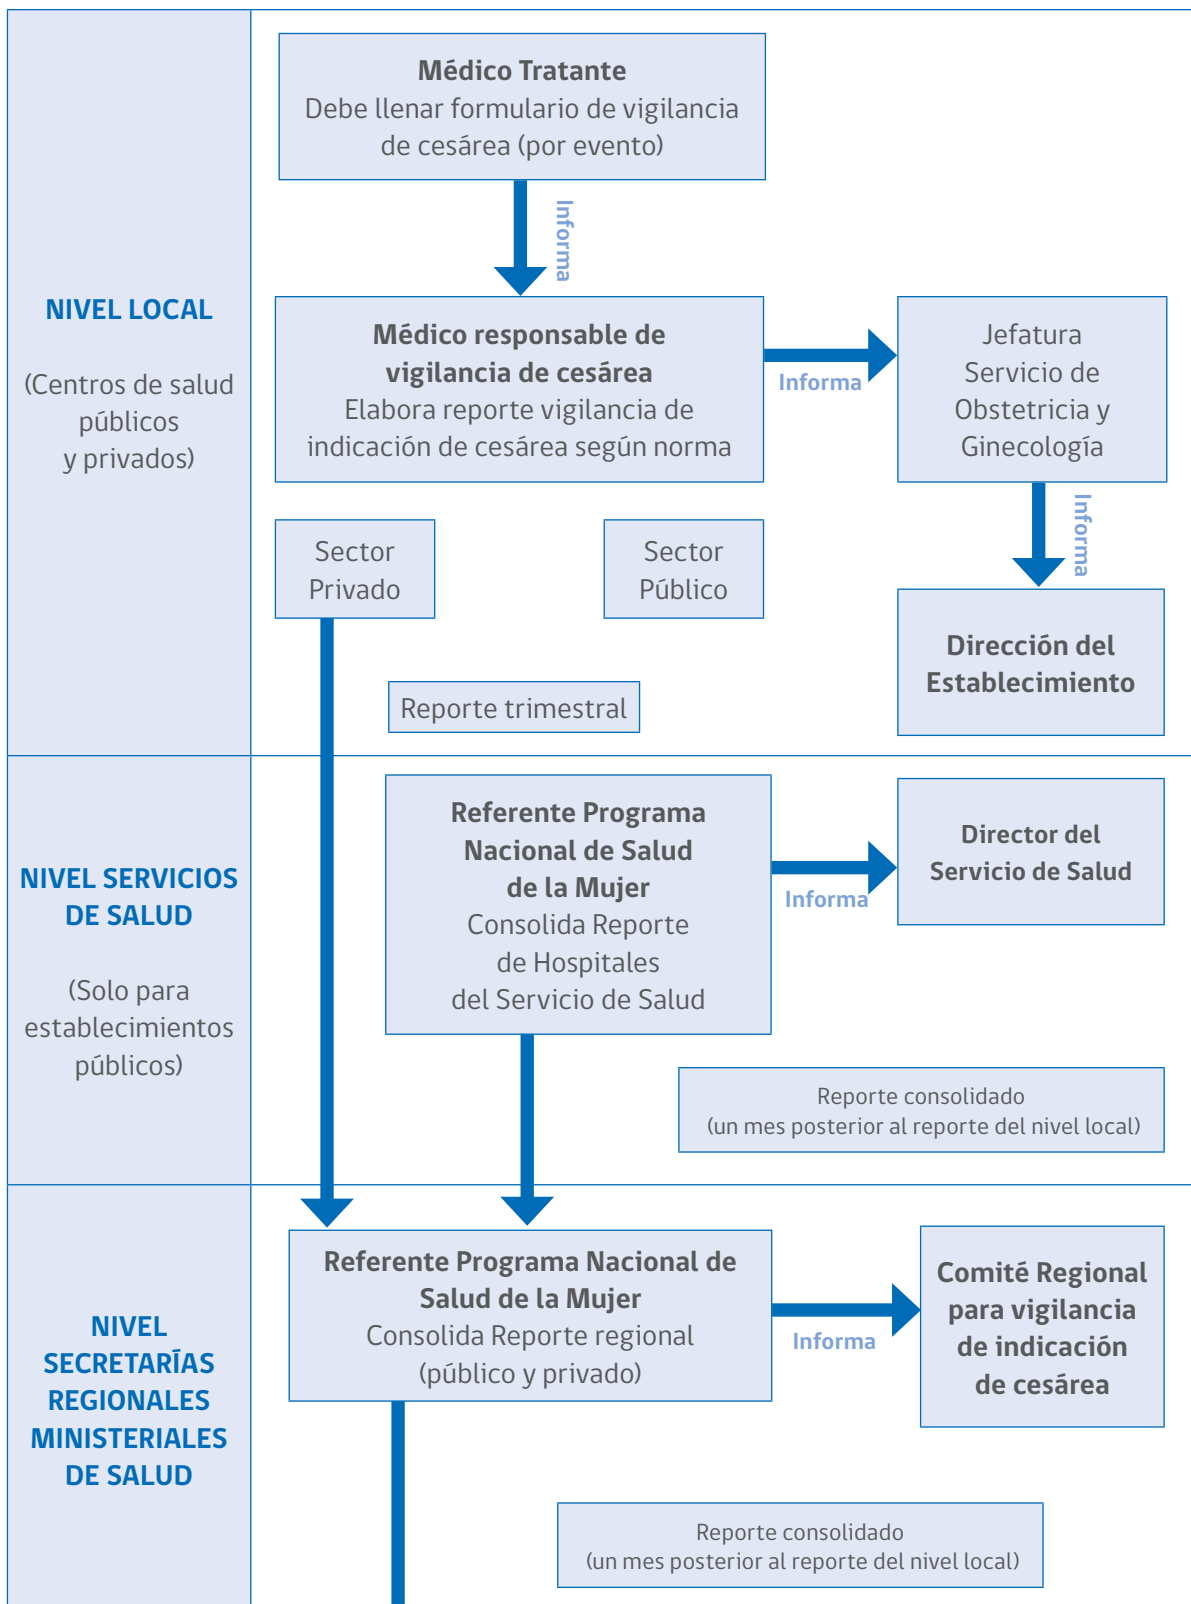 NIVEL LOCAL
(Centros de salud
públicos
y privados)
Médico Tratante
Debe llenar formulario de vigilancia
de cesárea (por evento)
Informa
Médico responsable de
vigilancia de cesárea
Elabora reporte vigilancia de
indicación de cesárea según norma
Informa
Jefatura
Servicio de
Obstetricia y
Ginecología
Informa
Sector
Privado
Sector
Público
Dirección del
Establecimiento
Reporte trimestral
NIVEL SERVICIOS
DE SALUD
(Solo para
establecimientos
públicos)
Referente Programa
Nacional de Salud
de la Mujer
Consolida Reporte
de Hospitales
del Servicio de Salud
Informa
Director del
Servicio de Salud
Reporte consolidado
(un mes posterior al reporte del nivel local)
NIVEL
SECRETARÍAS
REGIONALES
MINISTERIALES
DE SALUD
Referente Programa Nacional de
Salud de la Mujer
Consolida Reporte regional
(público y privado)
Informa
Comité Regional
para vigilancia
de indicación
de cesárea
Reporte consolidado
(un mes posterior al reporte del nivel local)